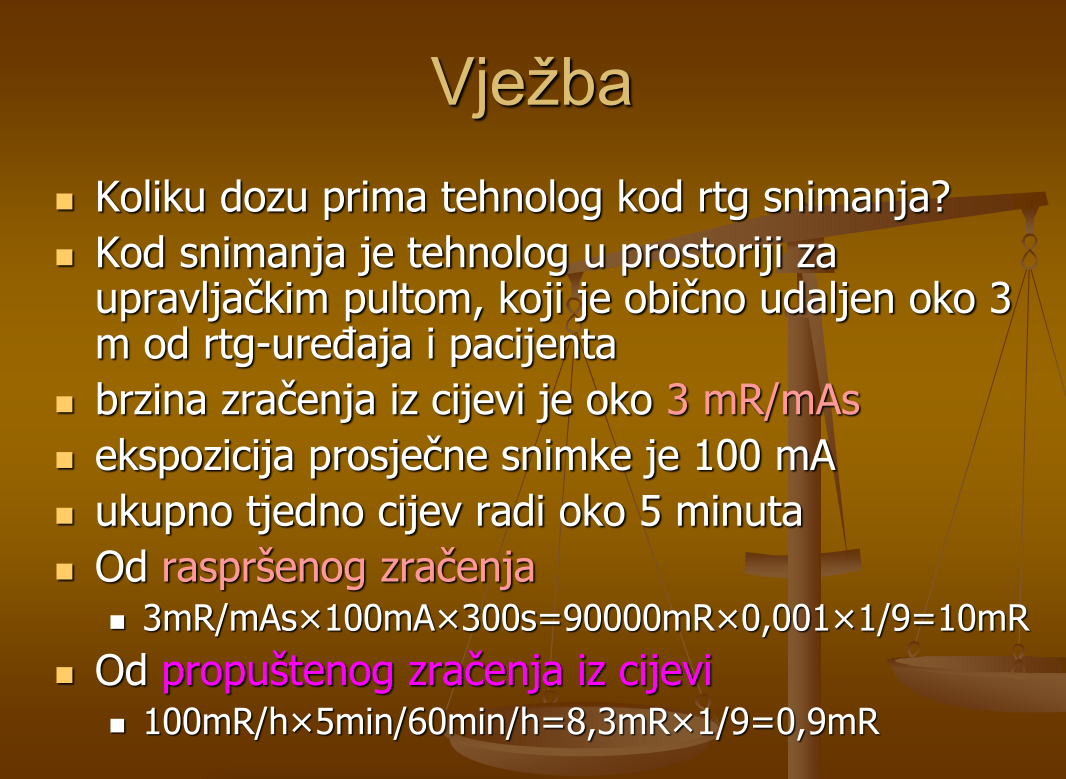 Vježba
Koliku dozu prima tehnolog kod rtg snimanja?
Kod snimanja je tehnolog u prostoriji za
upravljačkim pultom, koji je obično udaljen oko 3
m od rtg-uređaja i pacijenta
brzina zračenja iz cijevi je oko 3 mR/mAs
ekspozicija prosječne snimke je 100 mA
ukupno tjedno cijev radi oko 5 minuta
Od raspršenog zračenja
3mR/mAs×100mA×300s=90000mR×0,001×1/9=10mR
Od propuštenog zračenja iz cijevi
100mR/h×5min/60min/h=8,3mR×1/9=0,9mR